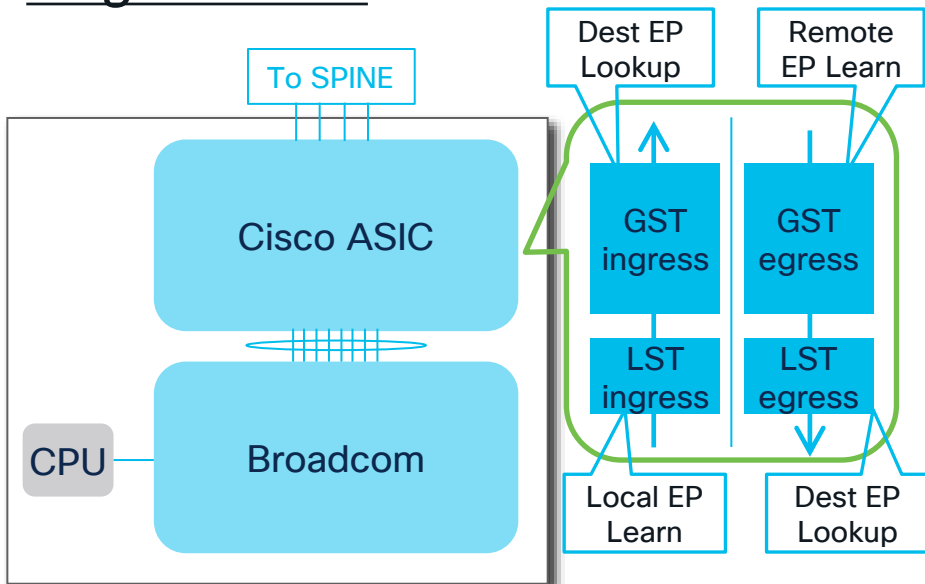 To SPINE
Cisco ASIC
Broadcom
CPU
Dest EP
Lookup
Remote
EP Learn
GST
ingress
GST
egress
LST
ingress
LST
egress
Local EP
Learn
Dest EP
Lookup